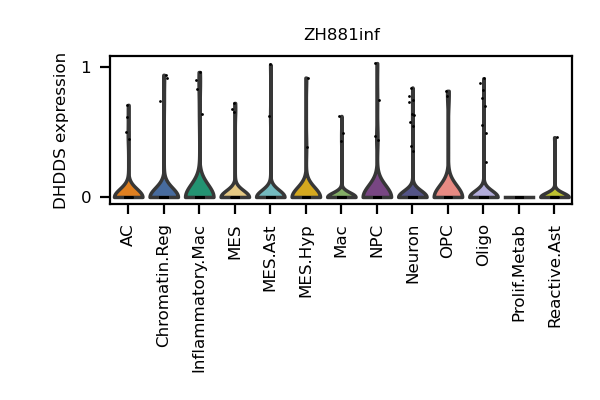 ZH881inf
DHDDS expression
1
0
AC
Chromatin.Reg
Inflammatory.Mac
MES
MES.Ast
MES.Hyp
Mac
NPC
Neuron
OPC
Oligo
Prolif.Metab
Reactive.Ast